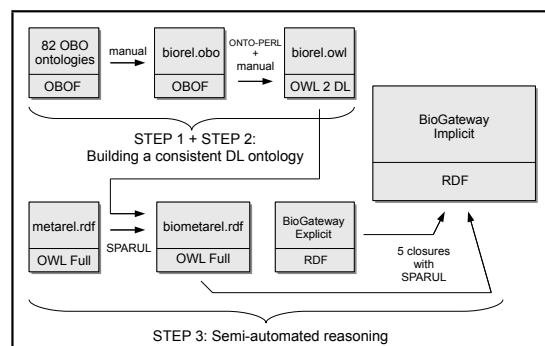 82 OBO
ontologies
OBOF
manual
biorel.obo
OBOF
ONTO-PERL
+
manual
biorel.owl
OWL 2 DL
STEP 1 + STEP 2:
Building a consistent DL ontology
BioGateway
Implicit
RDF
metarel.rdf
OWL Full
SPARUL
biometarel.rdf
OWL Full
BioGateway
Explicit
RDF
5 closures
with
SPARUL
STEP 3: Semi-automated reasoning